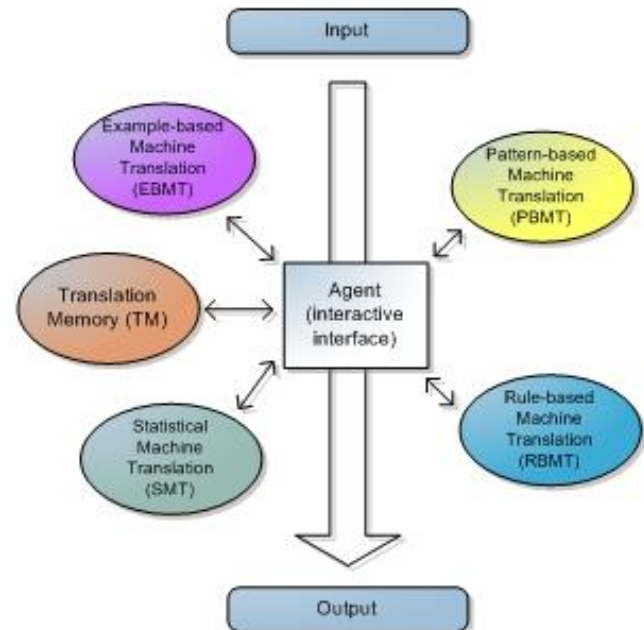 Input
Example-based
Machine
Translation
(EBMT)
Pattern-based
Machine
Translation
(PBMT)
Agent
(interactive
interface)
Translation
Memory (TM)
Rule-based
Machine
Translation
(RBMT)
Statistical
Machine
Translation
(SMT)
Output